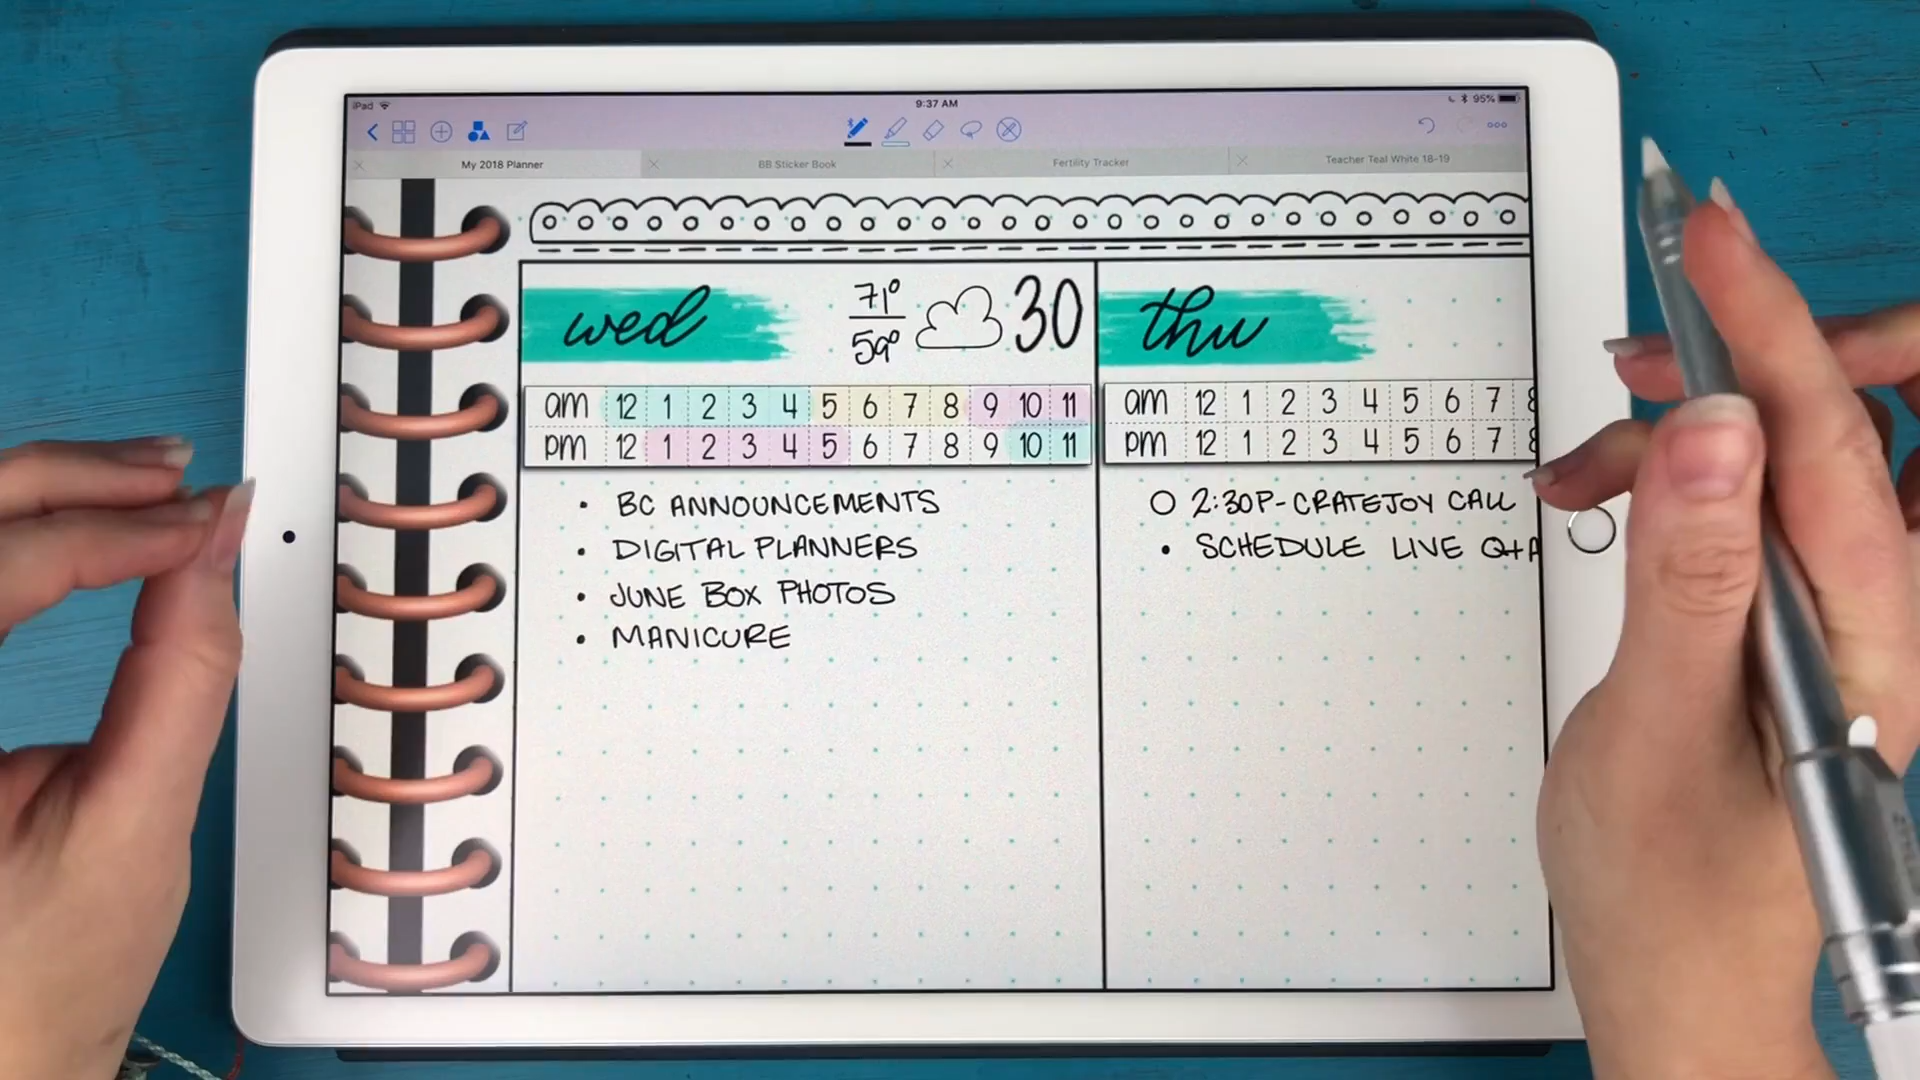 iPad 9:37 AM 95%
My 2018 Planner BB Sticker Book Fertility Tracker Teacher Teal White 18-19
wed 71° 59° 30 thu
am 12 1 2 3 4 5 6 7 8 9 10 11 am 12 1 2 3 4 5 6 7 8
pm 12 1 2 3 4 5 6 7 8 9 10 11 pm 12 1 2 3 4 5 6 7 8
• BC ANNOUNCEMENTS
• DIGITAL PLANNERS
• JUNE BOX PHOTOS
• MANICURE
O 2:30P-CRATEJOY CALL
• SCHEDULE LIVE Q+A